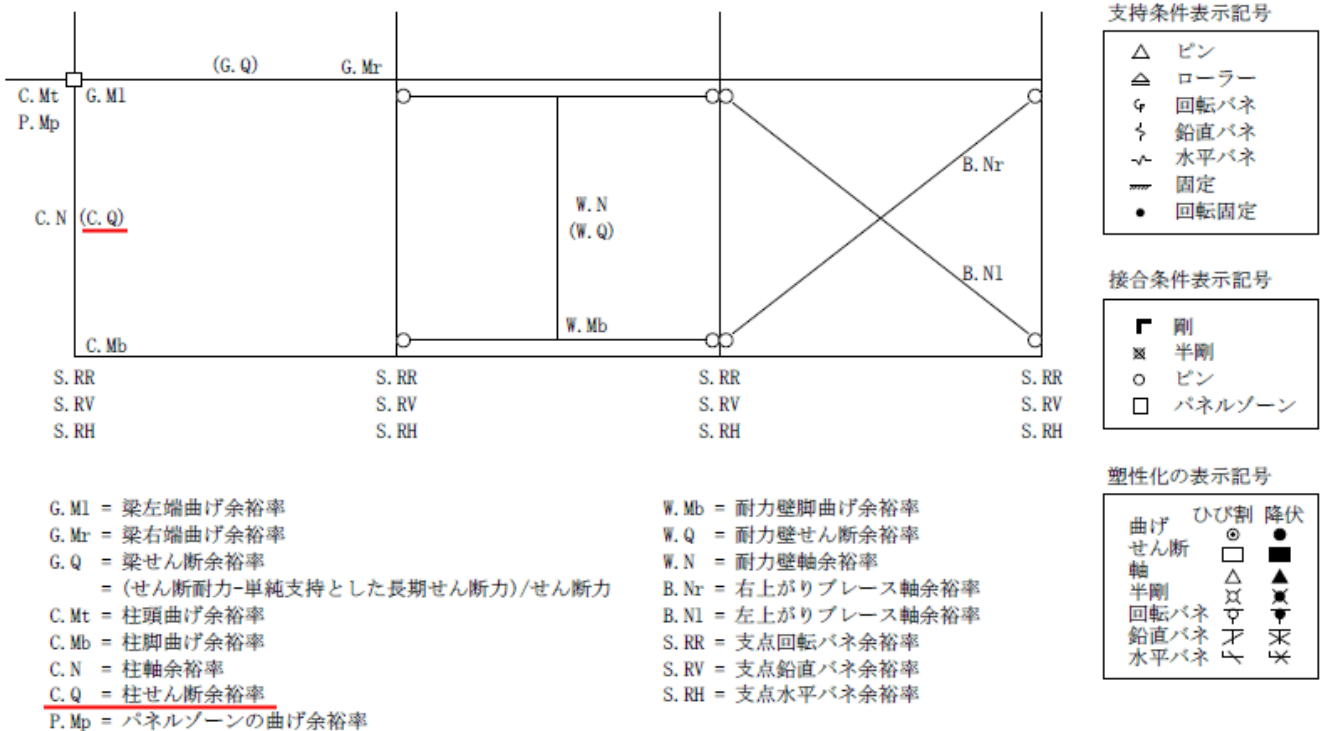 支持条件表示記号
ピン
ローラー
回転バネ
鉛直バネ
水平バネ
固定
回転固定
(G.Q) G.Mr
C.Mt G.Ml
P.Mp
B.Nr
C.N (C.Q)
W.N
(W.Q)
B.Nl
W.Mb
C.Mb
S.RR S.RR S.RR S.RR
S.RV S.RV S.RV S.RV
S.RH S.RH S.RH S.RH
接合条件表示記号
剛
半剛
ピン
パネルゾーン
塑性化の表示記号
ひび割 降伏
曲げ
せん断
軸
半剛
回転バネ
鉛直バネ
水平バネ
G.Ml = 梁左端曲げ余裕率
G.Mr = 梁右端曲げ余裕率
G.Q = 梁せん断余裕率
= (せん断耐力-単純支持とした長期せん断力)/せん断力
C.Mt = 柱頭曲げ余裕率
C.Mb = 柱脚曲げ余裕率
C.N = 柱軸余裕率
C.Q = 柱せん断余裕率
P.Mp = パネルゾーンの曲げ余裕率
W.Mb = 耐力壁脚曲げ余裕率
W.Q = 耐力壁せん断余裕率
W.N = 耐力壁軸余裕率
B.Nr = 右上がりブレース軸余裕率
B.Nl = 左上がりブレース軸余裕率
S.RR = 支点回転バネ余裕率
S.RV = 支点鉛直バネ余裕率
S.RH = 支点水平バネ余裕率